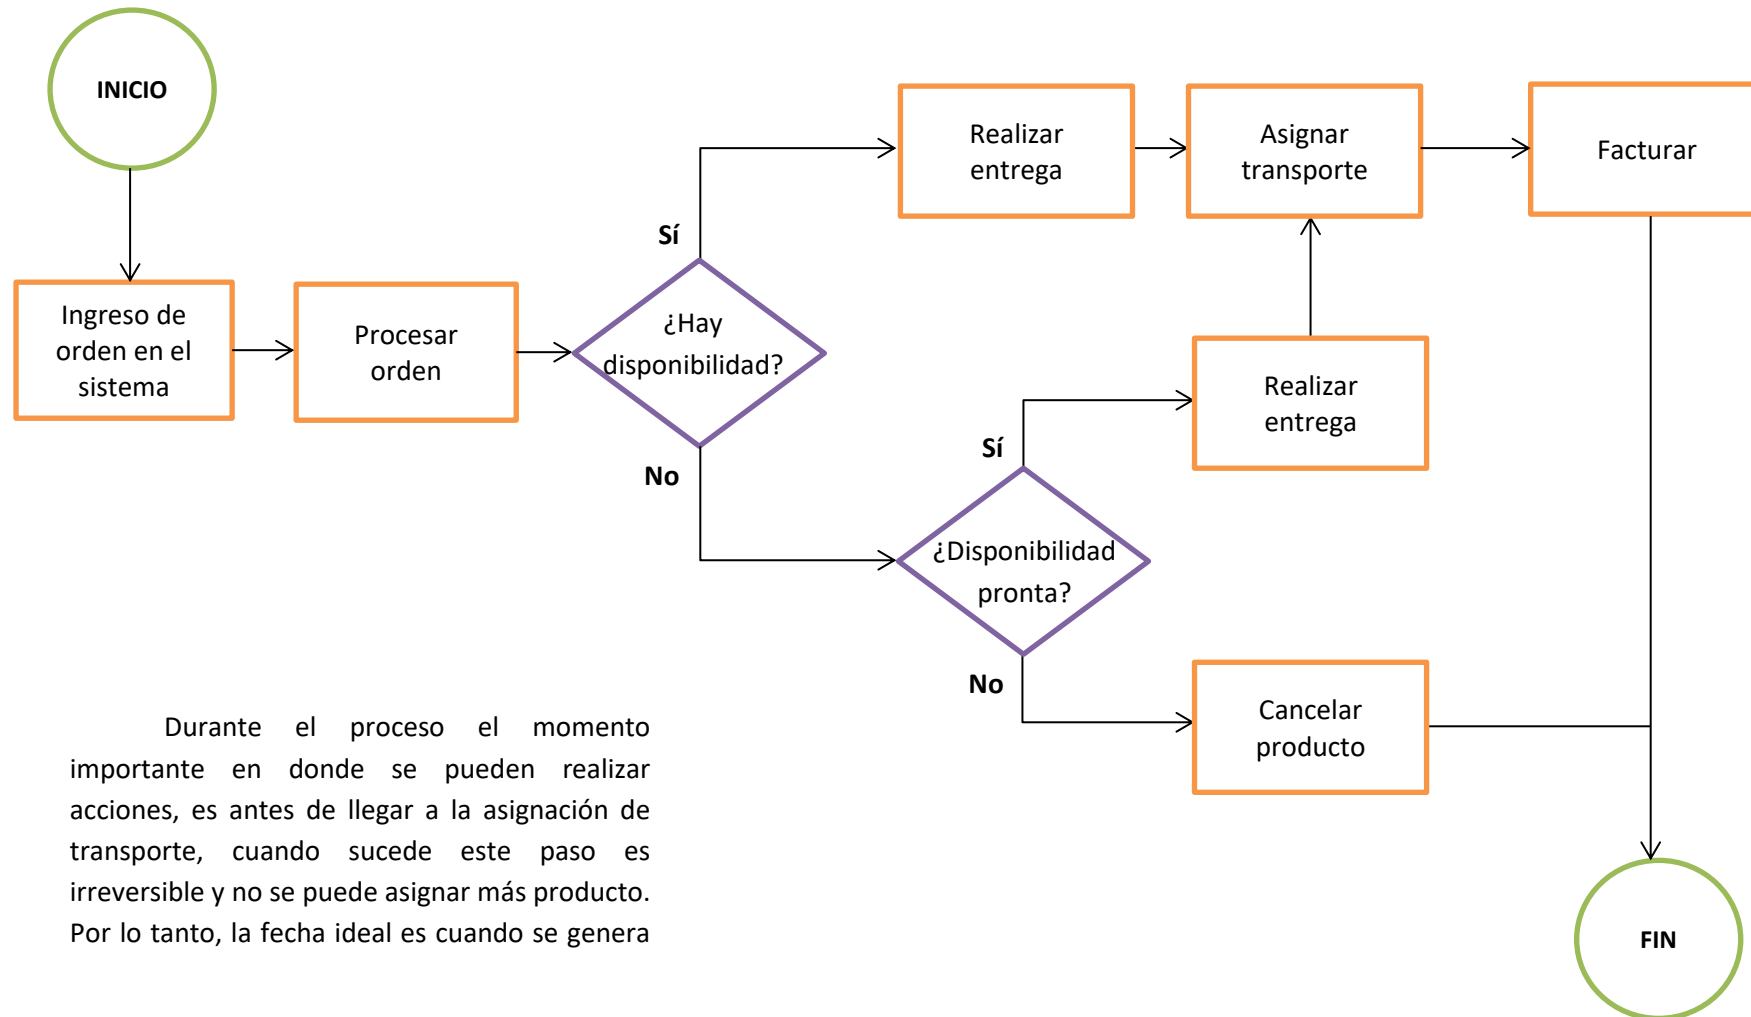 INICIO
Ingreso de
orden en el
sistema
Procesar
orden
¿Hay
disponibilidad?
Sí
No
Realizar
entrega
Asignar
transporte
Facturar
¿Disponibilidad
pronta?
Sí
No
Realizar
entrega
Cancelar
producto
FIN
Durante el proceso el momento
importante en donde se pueden realizar
acciones, es antes de llegar a la asignación de
transporte, cuando sucede este paso es
irreversible y no se puede asignar más producto.
Por lo tanto, la fecha ideal es cuando se genera